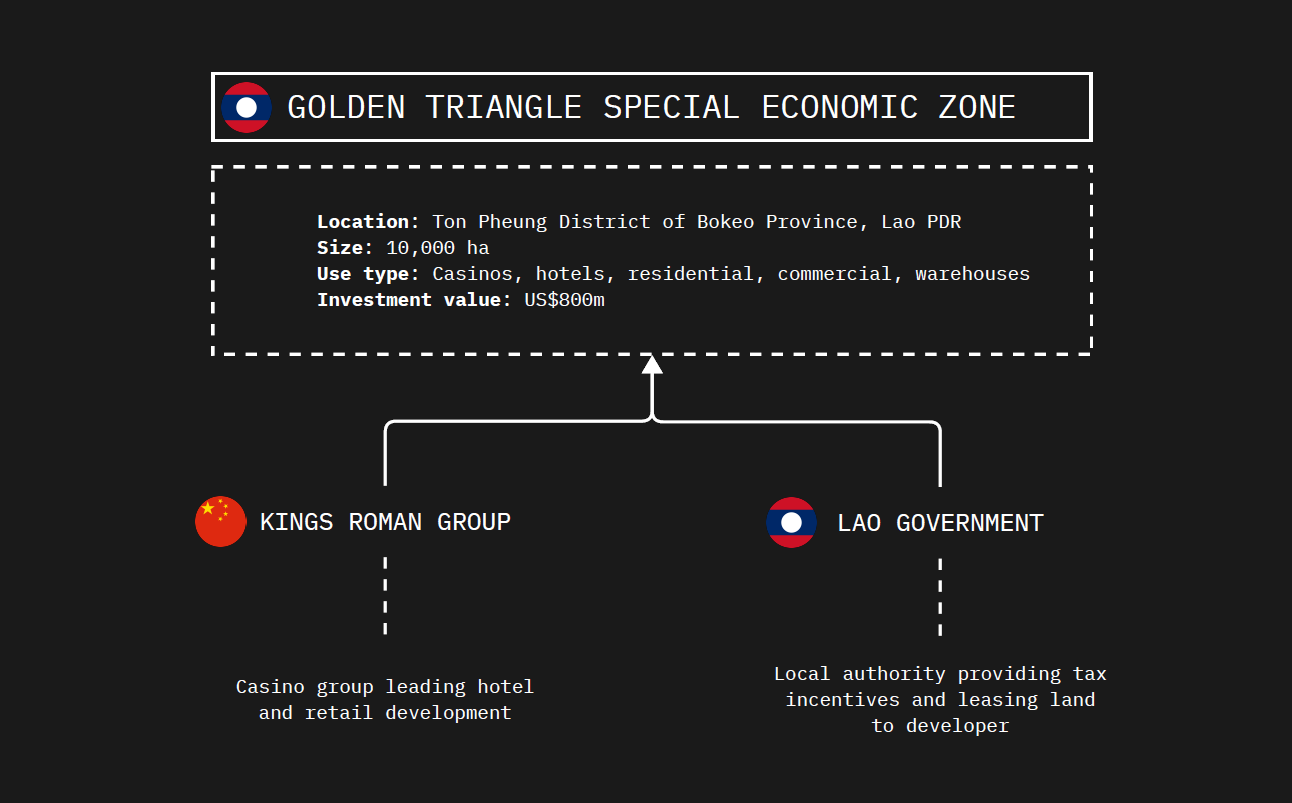 GOLDEN TRIANGLE SPECIAL ECONOMIC ZONE
Location: Ton Pheung District of Bokeo Province, Lao PDR
Size: 10,000 ha
Use type: Casinos, hotels, residential, commercial, warehouses
Investment value: US$800m
KINGS ROMAN GROUP
LAO GOVERNMENT
Casino group leading hotel
and retail development
Local authority providing tax
incentives and leasing land
to developer